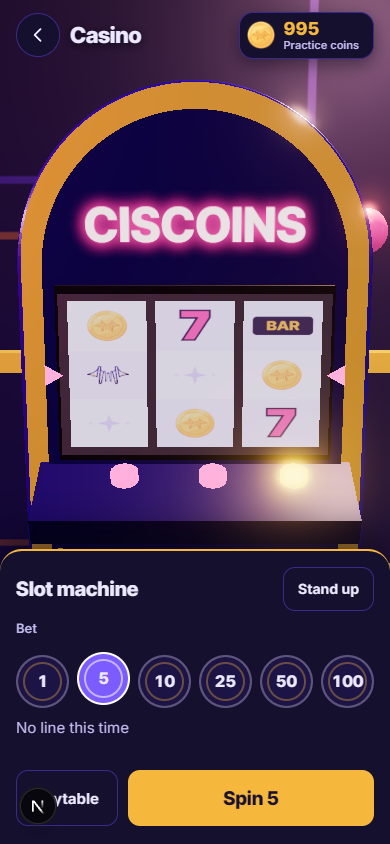 Casino
995
Practice coins
CISCOINS
7
BAR
7
Slot machine
Stand up
Bet
1
5
10
25
50
100
No line this time
N
ytable
Spin 5